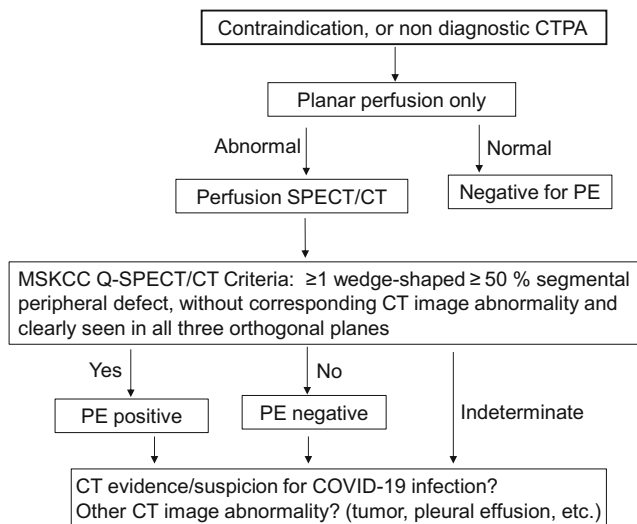 Contraindication, or non diagnostic CTPA
Planar perfusion only
Abnormal
Normal
Perfusion SPECT/CT
Negative for PE
MSKCC Q-SPECT/CT Criteria: ≥1 wedge-shaped ≥ 50 % segmental
peripheral defect, without corresponding CT image abnormality and
clearly seen in all three orthogonal planes
Yes
No
Indeterminate
PE positive
PE negative
CT evidence/suspicion for COVID-19 infection?
Other CT image abnormality? (tumor, pleural effusion, etc.)